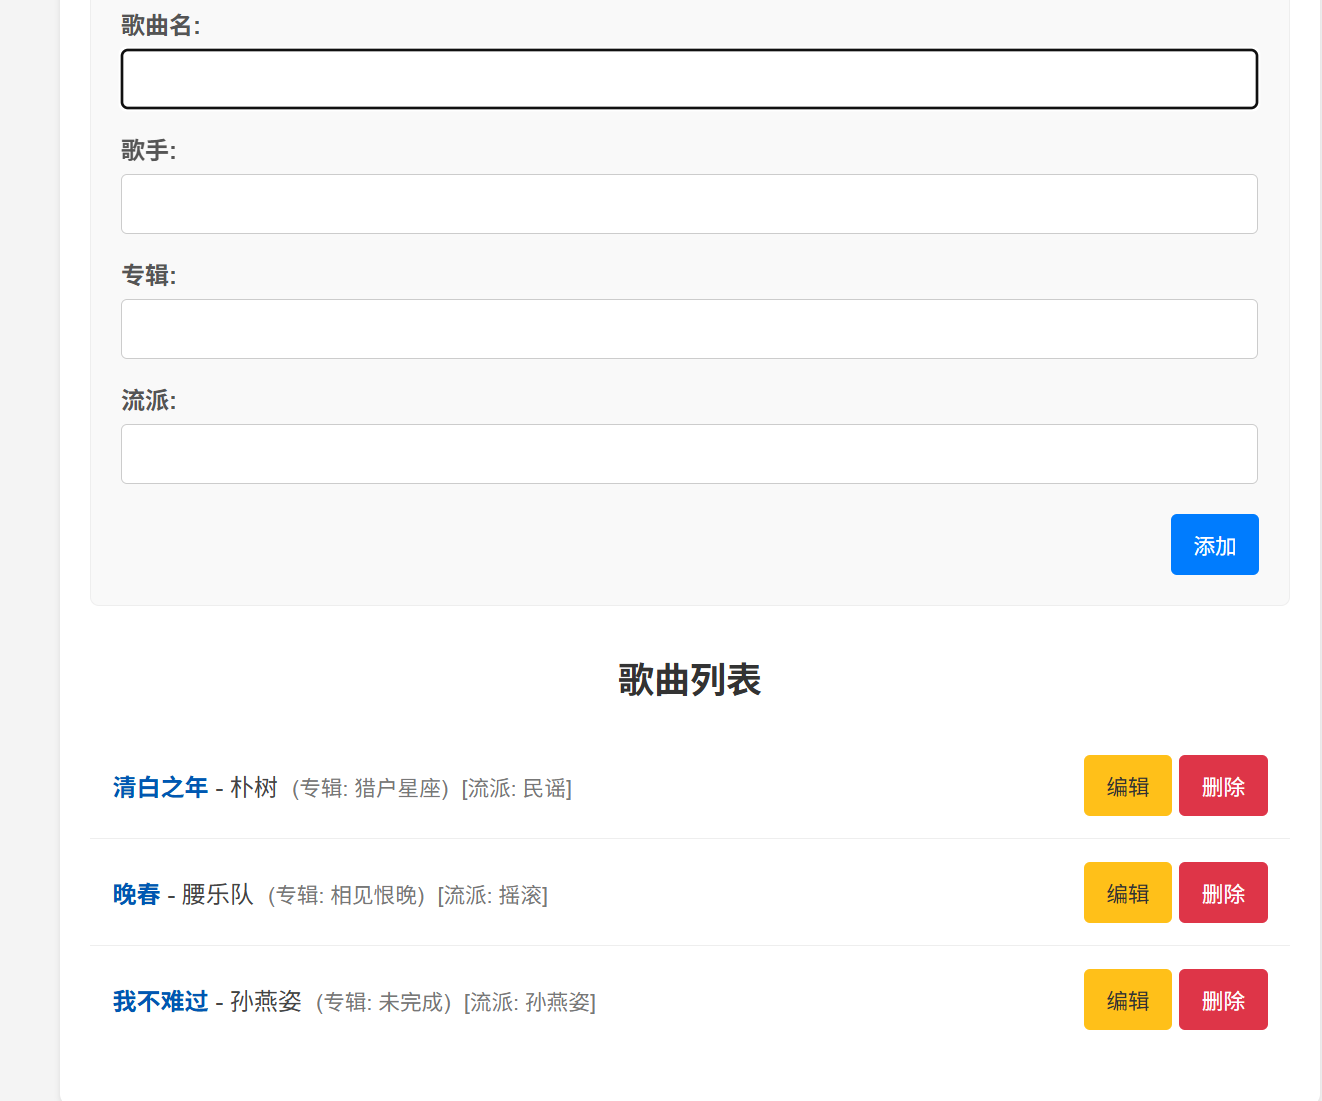 歌曲名:
歌手:
专辑:
流派:
添加
歌曲列表
清白之年 - 朴树 (专辑: 猎户星座) [流派: 民谣] 编辑 删除
晚春 - 腰乐队 (专辑: 相见恨晚) [流派: 摇滚] 编辑 删除
我不难过 - 孙燕姿 (专辑: 未完成) [流派: 孙燕姿] 编辑 删除